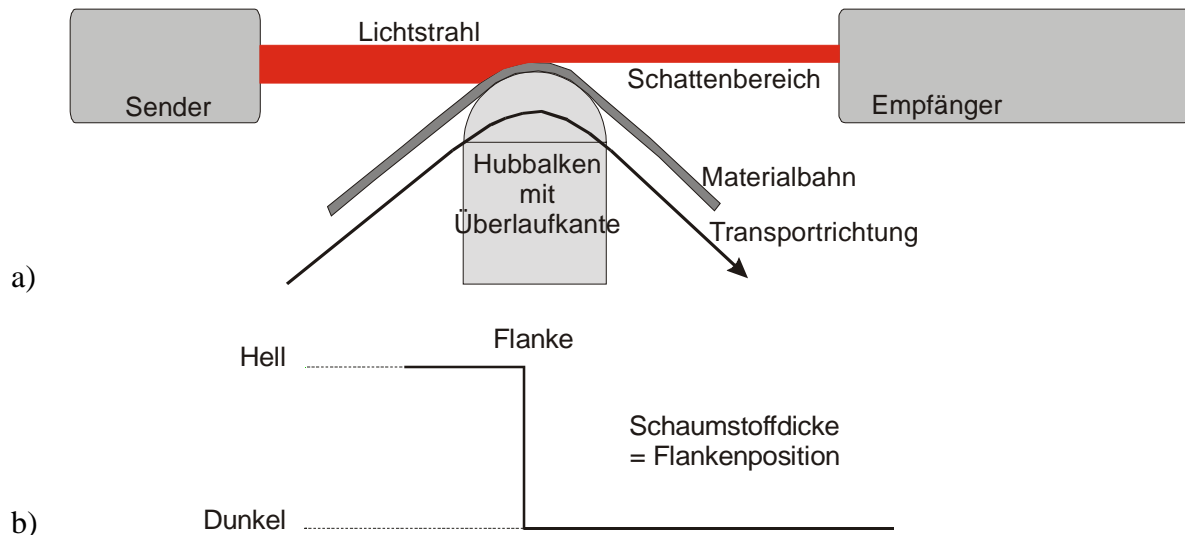 Lichtstrahl
Schattenbereich
Sender
Empfänger
Hubbalken
mit
Überlaufkante
Materialbahn
Transportrichtung
a)
Flanke
Hell
Schaumstoffdicke
= Flankenposition
Dunkel
b)